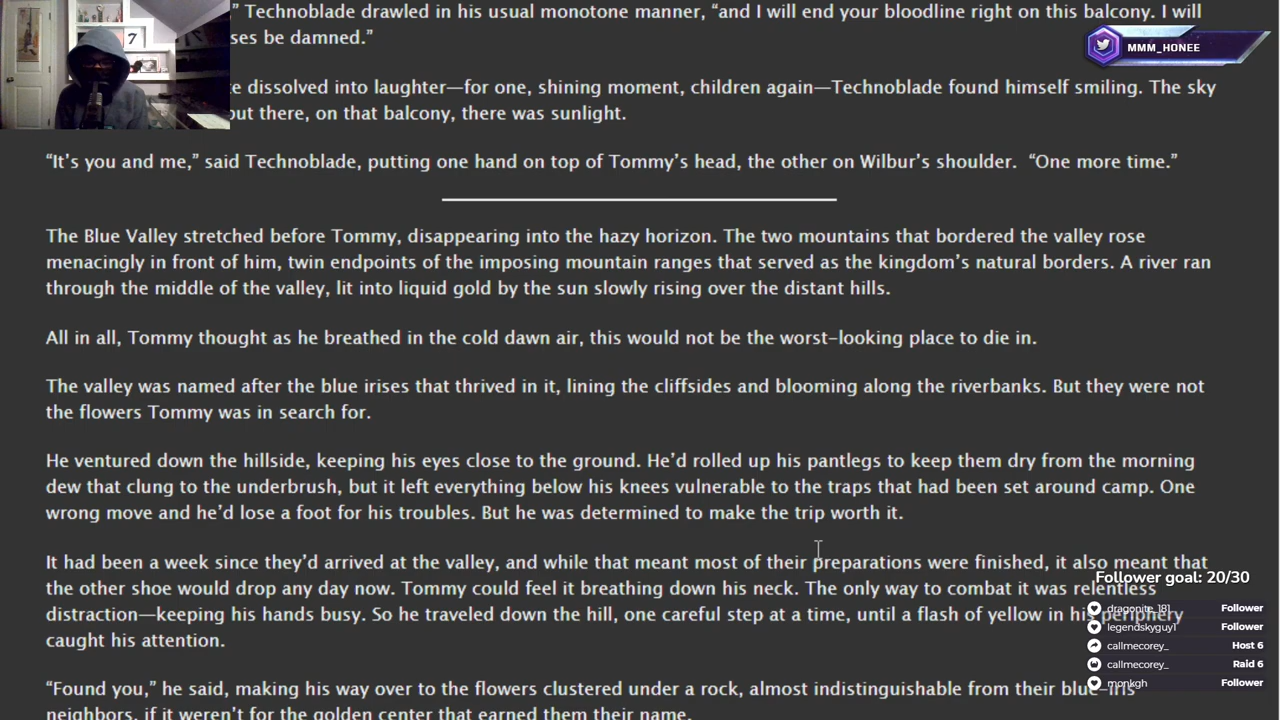 ” Technoblade drawled in his usual monotone manner, “and I will end your bloodline right on this balcony. I will
ses be damned.”
7
MMM_HONEE
dissolved into laughter—for one, shining moment, children again—Technoblade found himself smiling. The sky
out there, on that balcony, there was sunlight.
“It’s you and me,” said Technoblade, putting one hand on top of Tommy’s head, the other on Wilbur’s shoulder. “One more time.”
The Blue Valley stretched before Tommy, disappearing into the hazy horizon. The two mountains that bordered the valley rose
menacingly in front of him, twin endpoints of the imposing mountain ranges that served as the kingdom’s natural borders. A river ran
through the middle of the valley, lit into liquid gold by the sun slowly rising over the distant hills.
All in all, Tommy thought as he breathed in the cold dawn air, this would not be the worst-looking place to die in.
The valley was named after the blue irises that thrived in it, lining the cliffsides and blooming along the riverbanks. But they were not
the flowers Tommy was in search for.
He ventured down the hillside, keeping his eyes close to the ground. He’d rolled up his pantlegs to keep them dry from the morning
dew that clung to the underbrush, but it left everything below his knees vulnerable to the traps that had been set around camp. One
wrong move and he’d lose a foot for his troubles. But he was determined to make the trip worth it.
It had been a week since they’d arrived at the valley, and while that meant most of their preparations were finished, it also meant that
the other shoe would drop any day now. Tommy could feel it breathing down his neck. The only way to combat it was relentless
distraction—keeping his hands busy. So he traveled down the hill, one careful step at a time, until a flash of yellow in his periphery
caught his attention.
“Found you,” he said, making his way over to the flowers clustered under a rock, almost indistinguishable from their blue-iris
neighbors, if it weren’t for the golden center that earned them their name.
Follower goal: 20/30
dragonite_181 Follower
legendskyguy1 Follower
callmecorey_ Host 6
callmecorey_ Raid 6
monkgh Follower